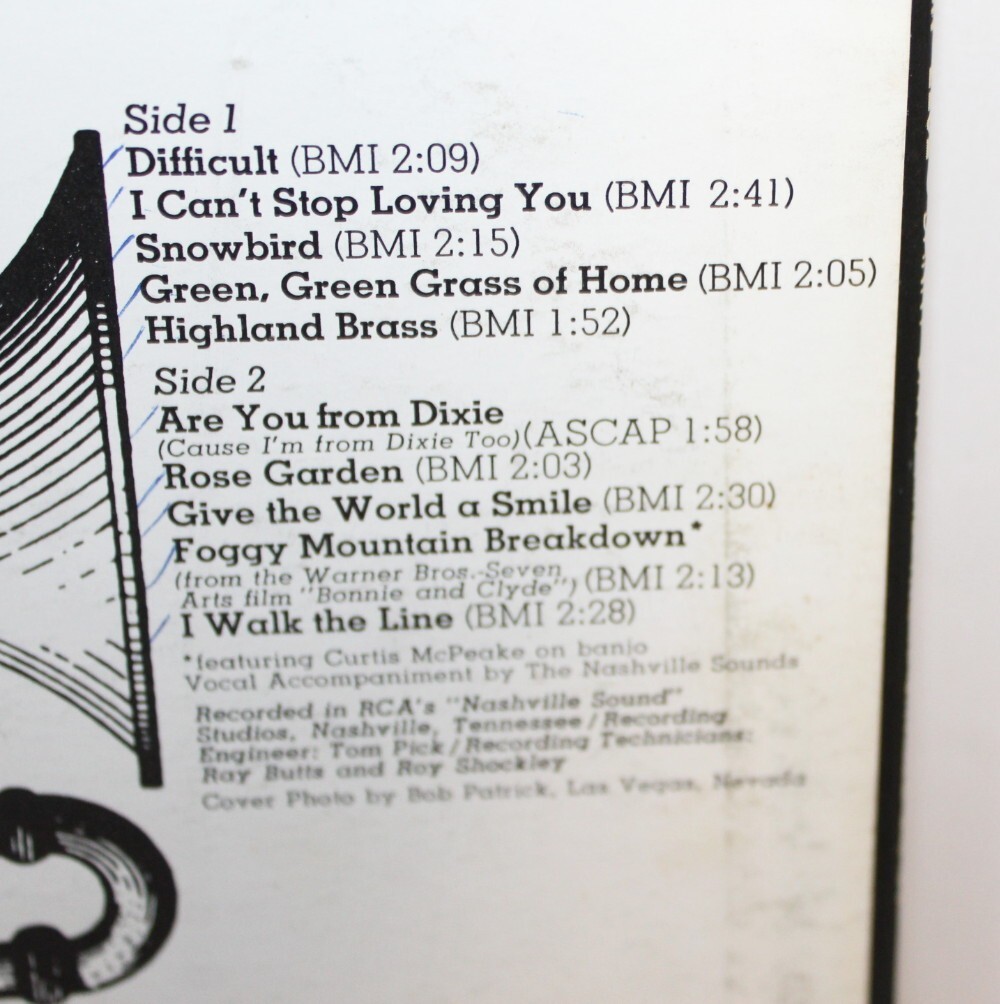 Side 1
Difficult (BMI 2:09)
I Can't Stop Loving You (BMI 2:41)
Snowbird (BMI 2:15)
Green, Green Grass of Home (BMI 2:05)
Highland Brass (BMI 1:52)
Side 2
Are You from Dixie
(Cause I'm from Dixie Too)(ASCAP 1:58)
Rose Garden (BMI 2:03)
Give the World a Smile (BMI 2:30)
Foggy Mountain Breakdown*
(from the Warner Bros.-Seven
Arts film "Bonnie and Clyde") (BMI 2:13)
I Walk the Line (BMI 2:28)
*featuring Curtis McPeake on banjo
Vocal Accompaniment by The Nashville Sounds
Recorded in RCA's "Nashville Sound"
Studios, Nashville, Tennessee/Recording
Engineer: Tom Pick/Recording Technicians:
Ray Butts and Roy Shockley
Cover Photo by Bob Patrick, Las Vegas, Nevada